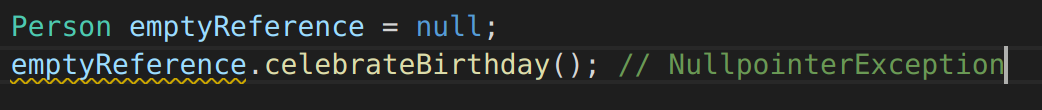 Person emptyReference = null;
emptyReference.celebrateBirthday(); // NullpointerException